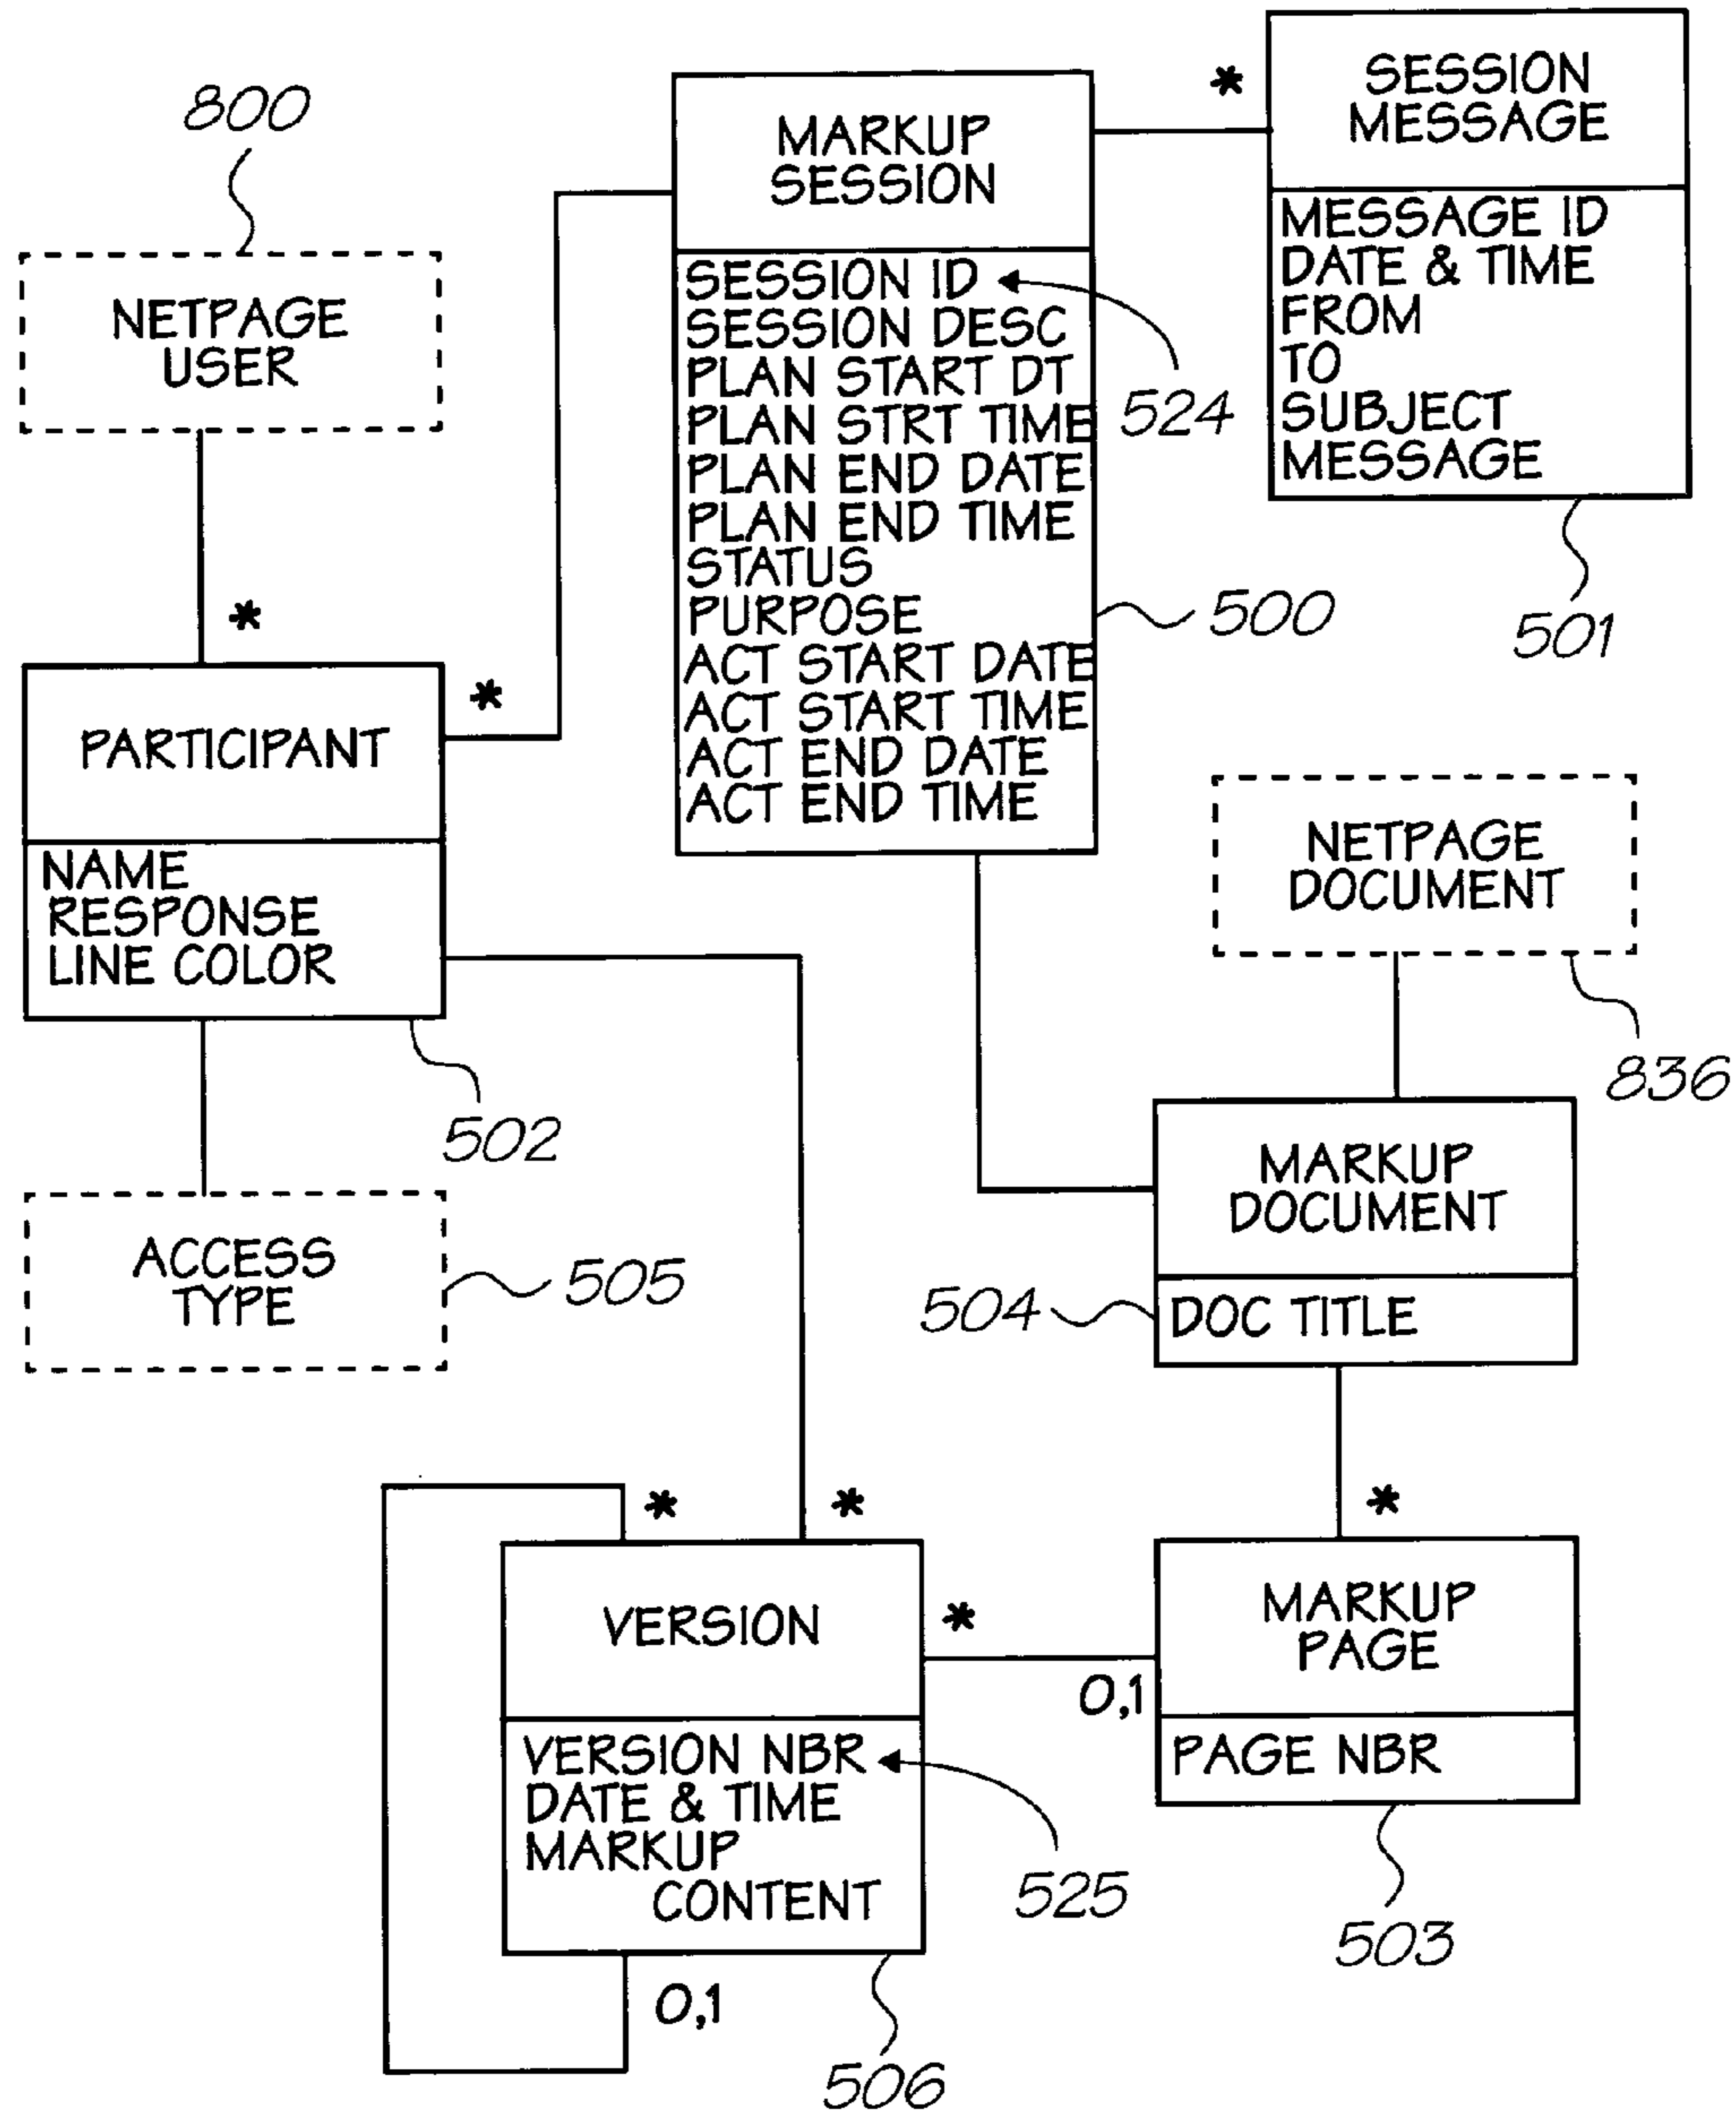 800
NETPAGE
USER
*
MARKUP
SESSION
SESSION ID
SESSION DESC
PLAN START DT
PLAN STRT TIME
PLAN END DATE
PLAN END TIME
STATUS
PURPOSE
ACT START DATE
ACT START TIME
ACT END DATE
ACT END TIME
524
500
*
SESSION
MESSAGE
MESSAGE ID
DATE & TIME
FROM
TO
SUBJECT
MESSAGE
501
*
PARTICIPANT
NAME
RESPONSE
LINE COLOR
502
ACCESS
TYPE
505
NETPAGE
DOCUMENT
836
MARKUP
DOCUMENT
DOC TITLE
504
*
*
*
VERSION
VERSION NBR
DATE & TIME
MARKUP
CONTENT
525
0,1
506
*
0,1
MARKUP
PAGE
PAGE NBR
503